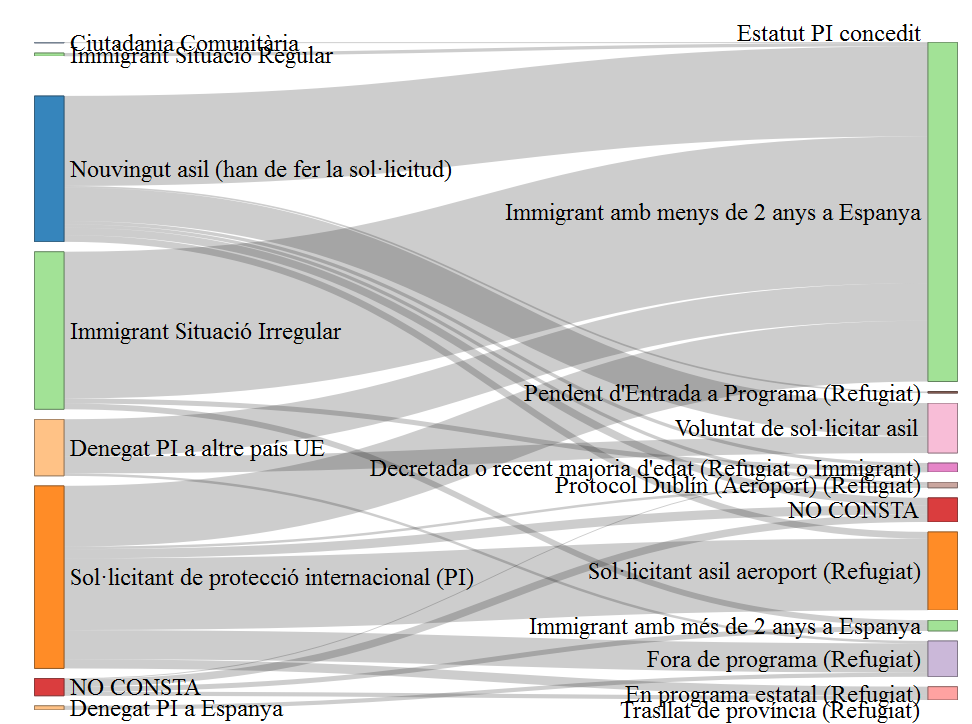 Ciutadania Comunitària
Immigrant Situació Regular
Nouvingut asil (han de fer la sol·licitud)
Immigrant Situació Irregular
Denegat PI a altre país UE
Sol·licitant de protecció internacional (PI)
NO CONSTA
Denegat PI a Espanya
Estatut PI concedit
Immigrant amb menys de 2 anys a Espanya
Pendent d'Entrada a Programa (Refugiat)
Voluntat de sol·licitar asil
Decretada o recent majoria d'edat (Refugiat o Immigrant)
Protocol Dublín (Aeroport) (Refugiat)
NO CONSTA
Sol·licitant asil aeroport (Refugiat)
Immigrant amb més de 2 anys a Espanya
Fora de programa (Refugiat)
En programa estatal (Refugiat)
Trasllat de província (Refugiat)